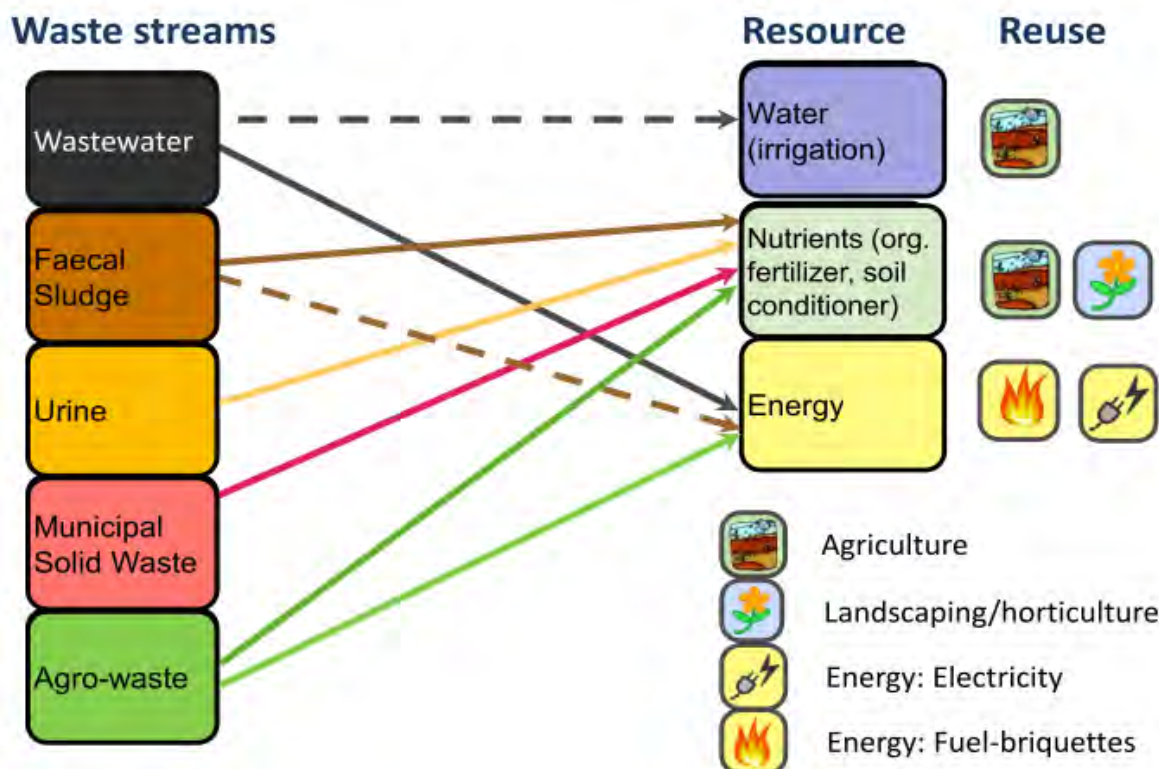 Waste streams
Resource
Reuse
Wastewater
Faecal
Sludge
Urine
Municipal
Solid Waste
Agro-waste
Water
(irrigation)
Nutrients (org.
fertilizer, soil
conditioner)
Energy
Agriculture
Landscaping/horticulture
Energy: Electricity
Energy: Fuel-briquettes